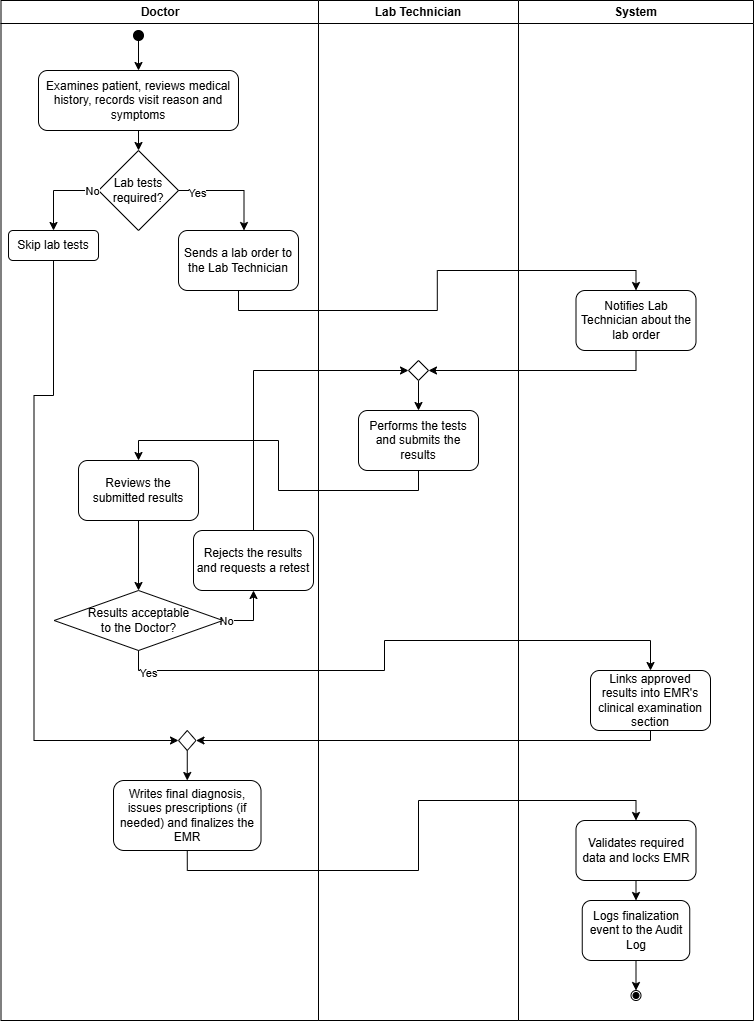 Doctor
Lab Technician
System
Examines patient, reviews medical
history, records visit reason and
symptoms
Lab tests
required?
No
Yes
Skip lab tests
Sends a lab order to
the Lab Technician
Notifies Lab
Technician about the
lab order
Performs the tests
and submits the
results
Reviews the
submitted results
Rejects the results
and requests a retest
Results acceptable
to the Doctor?
No
Yes
Links approved
results into EMR's
clinical examination
section
Writes final diagnosis,
issues prescriptions (if
needed) and finalizes the
EMR
Validates required
data and locks EMR
Logs finalization
event to the Audit
Log